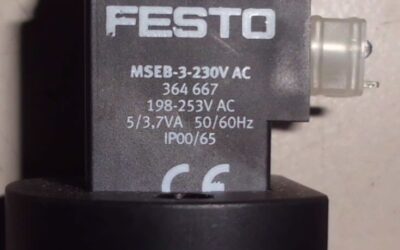 FESTO
MSEB-3-230V AC
364 667
198-253V AC
5/3,7VA 50/60Hz
IP00/65
CE